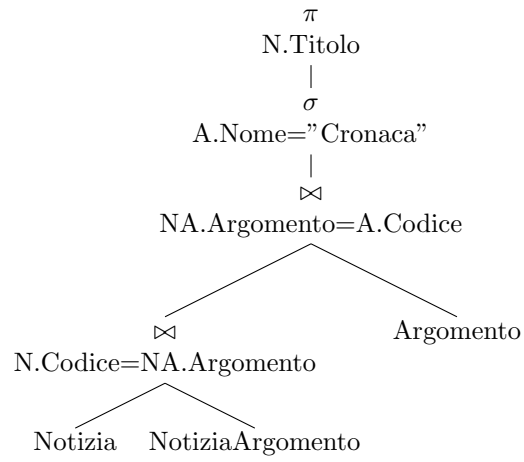 π
N.Titolo
σ
A.Nome=”Cronaca”
⋈
NA.Argomento=A.Codice
⋈
Argomento
N.Codice=NA.Argomento
Notizia NotiziaArgomento